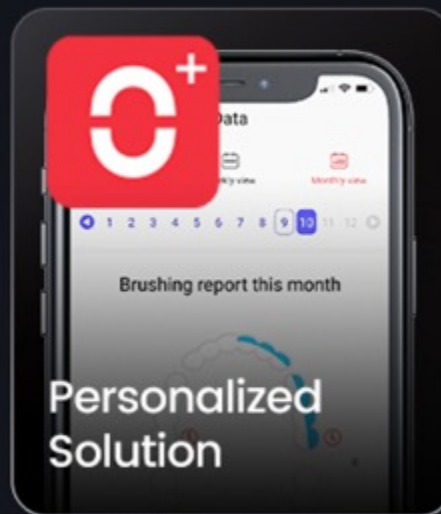 Data
Monthly view
1 2 3 4 5 6 7 8 9 10 11 12
Brushing report this month
Personalized
Solution